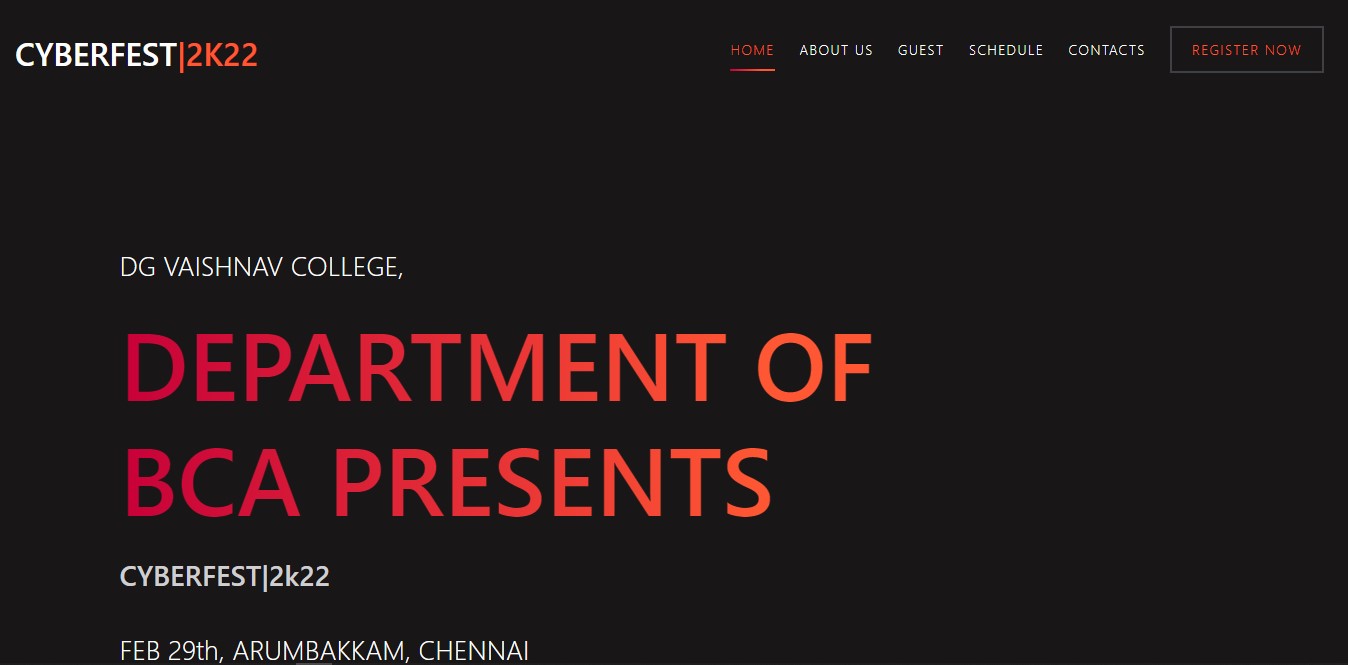 CYBERFEST|2K22
HOME ABOUT US GUEST SCHEDULE CONTACTS REGISTER NOW
DG VAISHNAV COLLEGE,
DEPARTMENT OF
BCA PRESENTS
CYBERFEST|2k22
FEB 29th, ARUMBAKKAM, CHENNAI